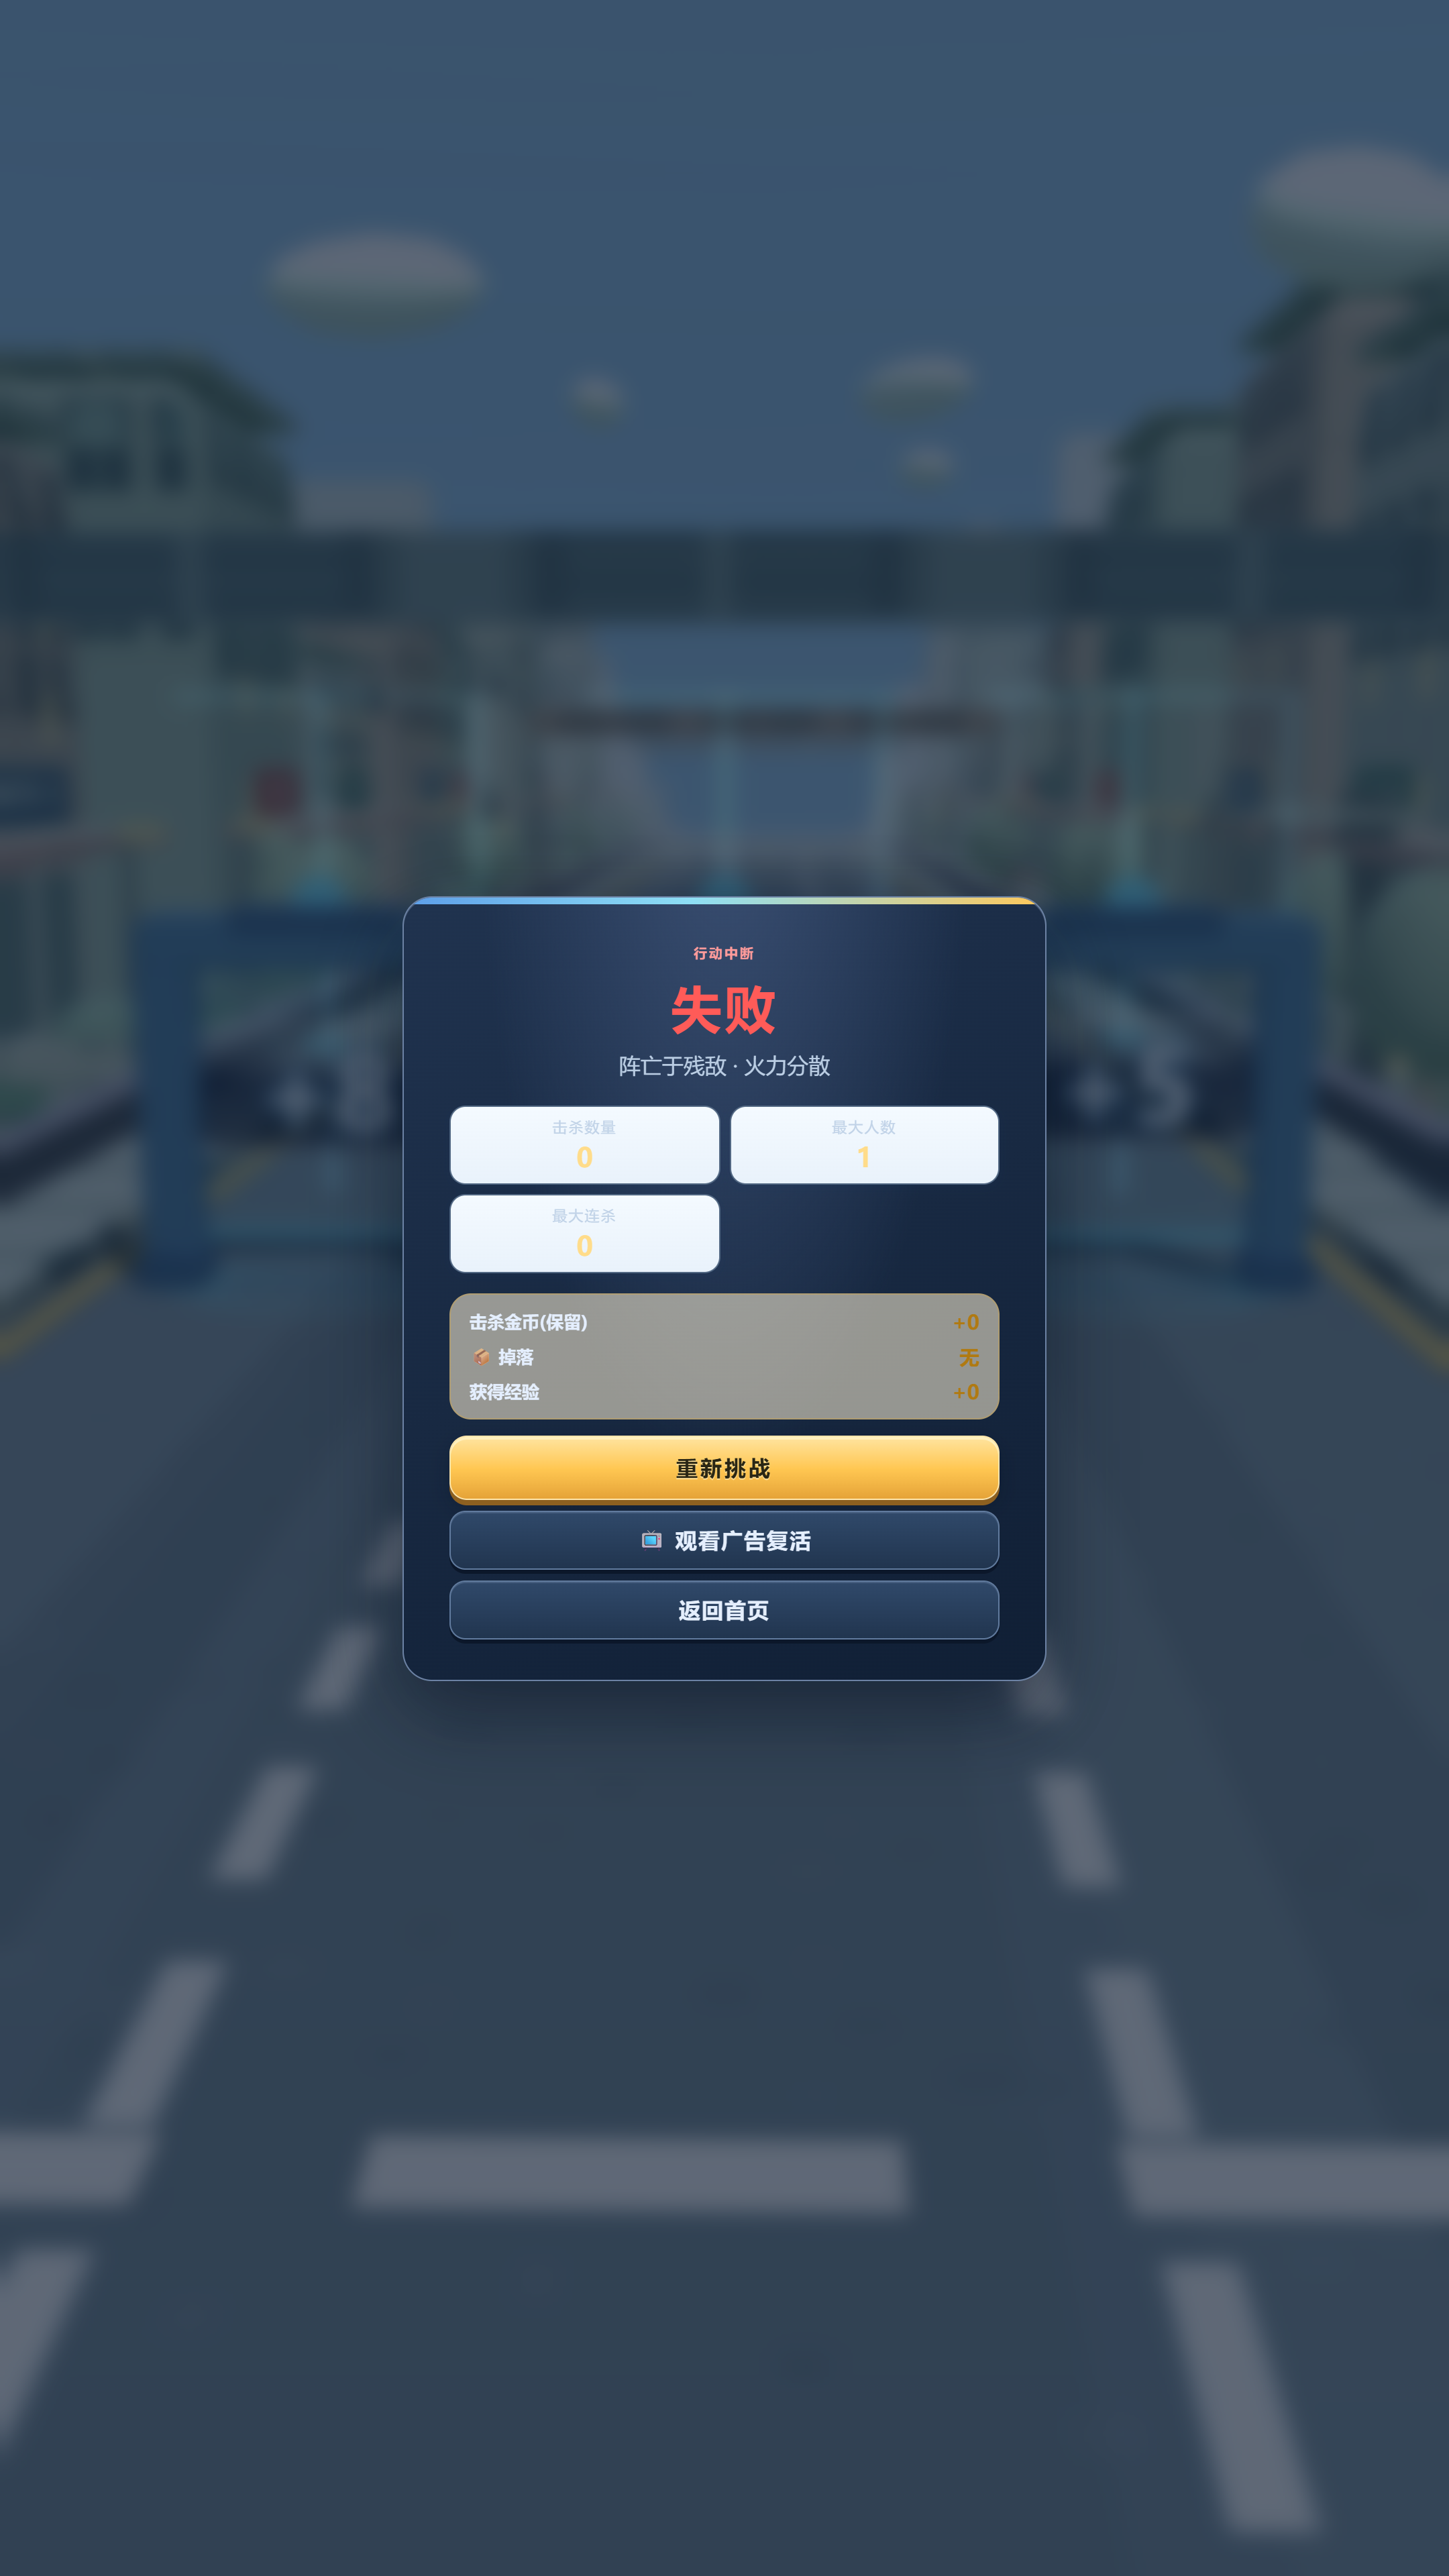 行动中断
失败
阵亡于残敌 · 火力分散
击杀数量
0
最大人数
1
最大连杀
0
击杀金币(保留) +0
掉落 无
获得经验 +0
重新挑战
观看广告复活
返回首页
+5